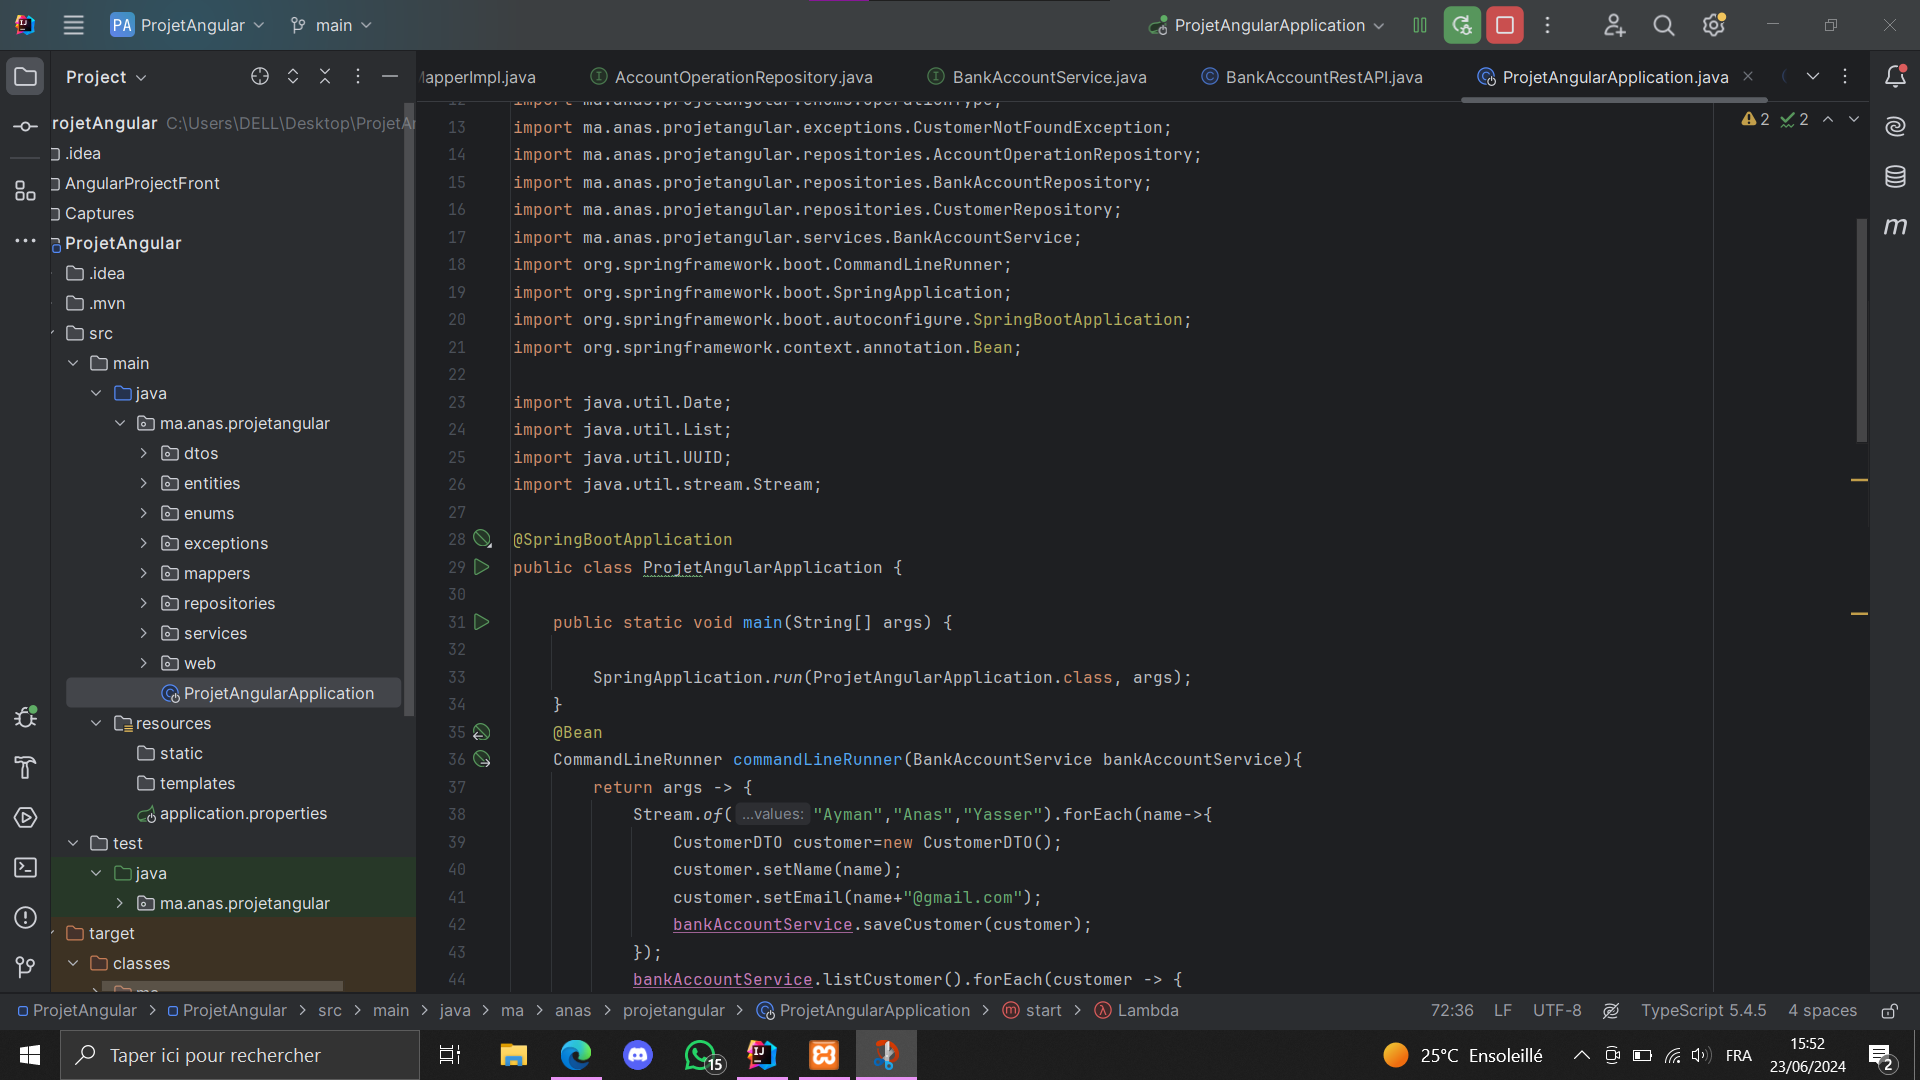 PA ProjetAngular main ProjetAngularApplication
Project
rojetAngular C:\Users\DELL\Desktop\ProjetAr
.idea
AngularProjectFront
Captures
ProjetAngular
.idea
.mvn
src
main
java
ma.anas.projetangular
dtos
entities
enums
exceptions
mappers
repositories
services
web
ProjetAngularApplication
resources
static
templates
application.properties
test
java
ma.anas.projetangular
target
classes
MapperImpl.java AccountOperationRepository.java BankAccountService.java BankAccountRestAPI.java ProjetAngularApplication.java
2 2
12 import ma.anas.projetangular.enums.OperationType;
13 import ma.anas.projetangular.exceptions.CustomerNotFoundException;
14 import ma.anas.projetangular.repositories.AccountOperationRepository;
15 import ma.anas.projetangular.repositories.BankAccountRepository;
16 import ma.anas.projetangular.repositories.CustomerRepository;
17 import ma.anas.projetangular.services.BankAccountService;
18 import org.springframework.boot.CommandLineRunner;
19 import org.springframework.boot.SpringApplication;
20 import org.springframework.boot.autoconfigure.SpringBootApplication;
21 import org.springframework.context.annotation.Bean;
22
23 import java.util.Date;
24 import java.util.List;
25 import java.util.UUID;
26 import java.util.stream.Stream;
27
28 @SpringBootApplication
29 public class ProjetAngularApplication {
30
31 public static void main(String[] args) {
32
33 SpringApplication.run(ProjetAngularApplication.class, args);
34 }
35 @Bean
36 CommandLineRunner commandLineRunner(BankAccountService bankAccountService){
37 return args -> {
38 Stream.of( ...values: "Ayman","Anas","Yasser").forEach(name->{
39 CustomerDTO customer=new CustomerDTO();
40 customer.setName(name);
41 customer.setEmail(name+"@gmail.com");
42 bankAccountService.saveCustomer(customer);
43 });
44 bankAccountService.listCustomer().forEach(customer -> {
ProjetAngular > ProjetAngular > src > main > java > ma > anas > projetangular > ProjetAngularApplication > start > Lambda
72:36 LF UTF-8 TypeScript 5.4.5 4 spaces
Taper ici pour rechercher
15
25°C Ensoleillé
FRA
15:52
23/06/2024
2